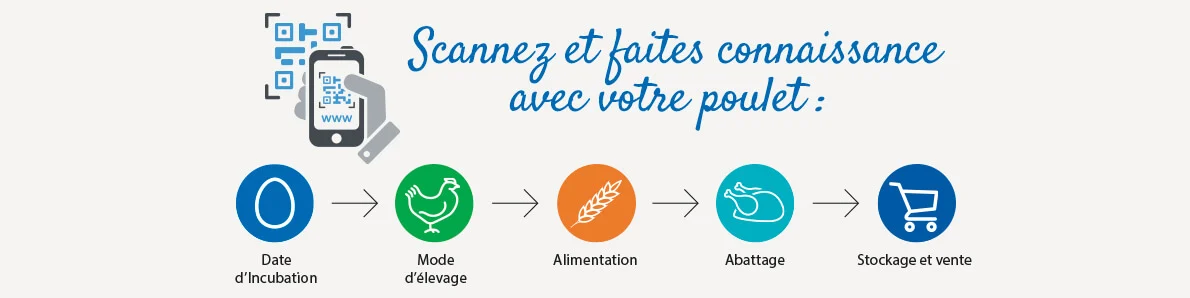 Scannez et faites connaissance
avec votre poulet :
www
Date
d'Incubation
Mode
d'élevage
Alimentation
Abattage
Stockage et vente